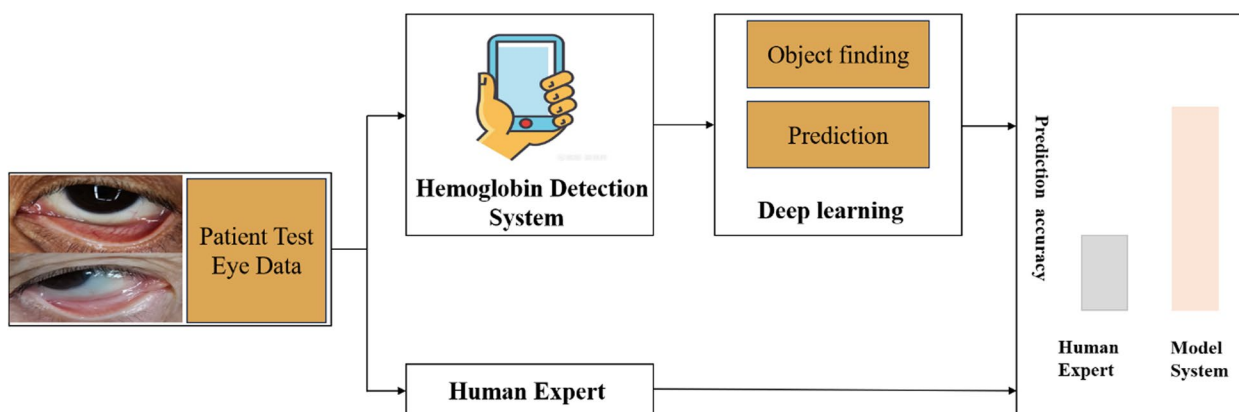 Patient Test
Eye Data
Hemoglobin Detection
System
Object finding
Prediction
Deep learning
Human Expert
Prediction accuracy
Human
Expert
Model
System